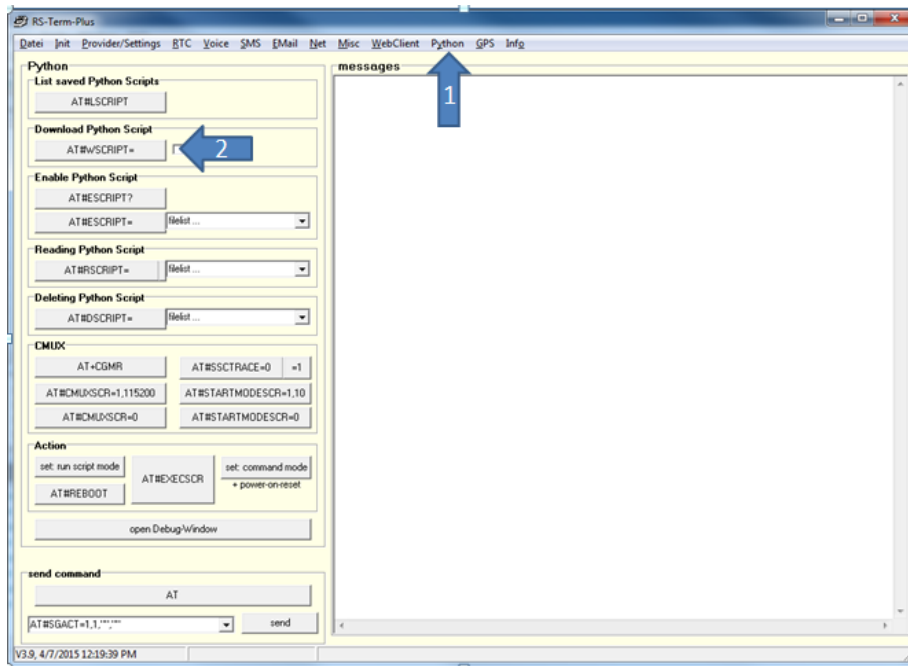 RS-Term-Plus
Datei Init Provider/Settings RTC Voice SMS EMail Net Misc WebClient Python GPS Info
Python
messages
List saved Python Scripts
AT#LSCRIPT
1
Download Python Script
AT#WSCRIPT=
2
Enable Python Script
AT#ESCRIPT?
AT#ESCRIPT= filelist ...
Reading Python Script
AT#RSCRIPT= filelist ...
Deleting Python Script
AT#DSCRIPT= filelist ...
CMUX
AT+CGMR AT#SSCTRACE=0 =1
AT#CMUXSCR=1,115200 AT#STARTMODESCR=1,10
AT#CMUXSCR=0 AT#STARTMODESCR=0
Action
set: run script mode AT#EXECSCR set: command mode
AT#REBOOT + power-on-reset
open Debug-Window
send command
AT
AT#SGACT=1,1,"","" send
V3.9, 4/7/2015 12:19:39 PM